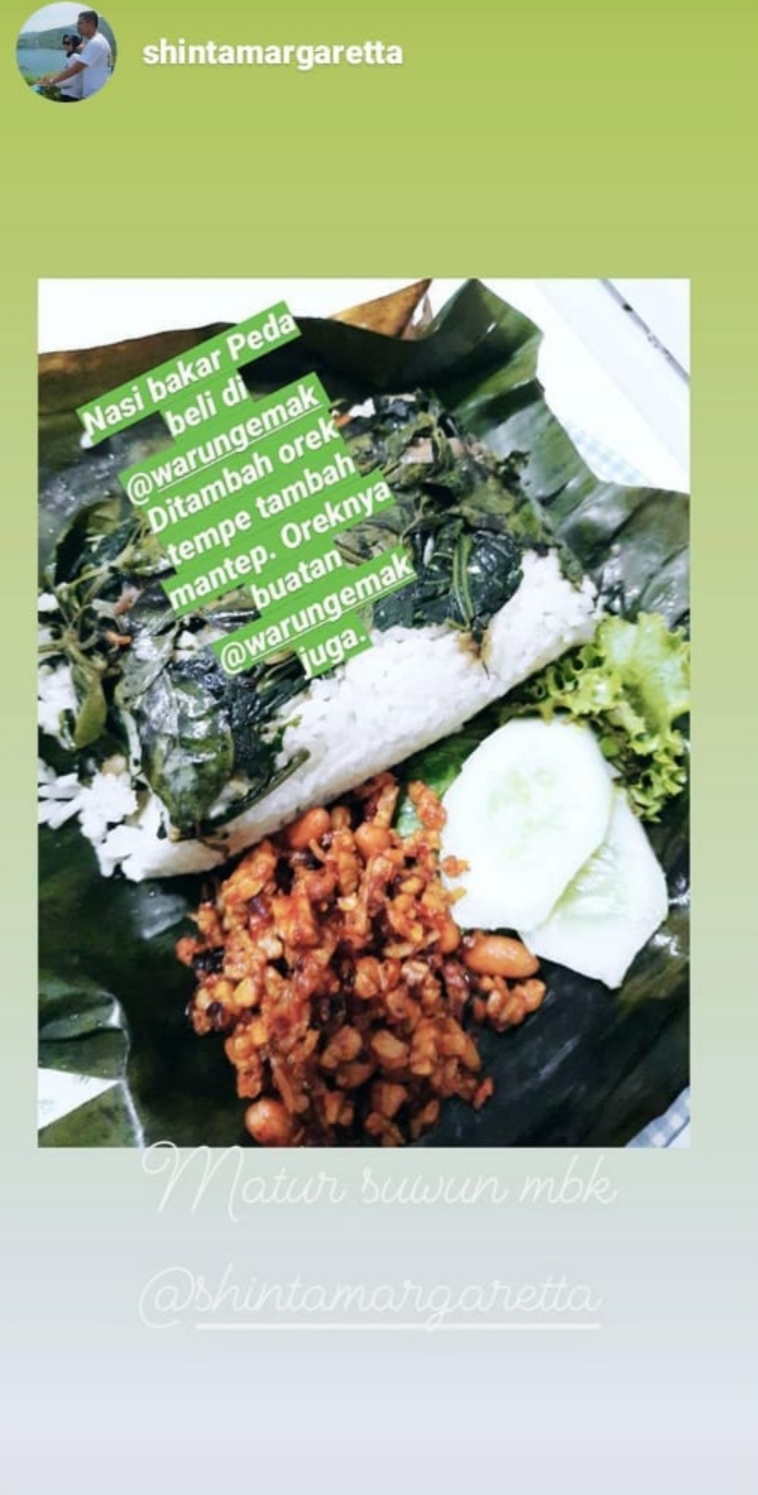 shintamargaretta
Nasi bakar Peda
beli di
@warungemak
Ditambah orek
tempe tambah
mantep. Oreknya
buatan
@warungemak
juga.
Matur suwun mbk
@shintamargaretta